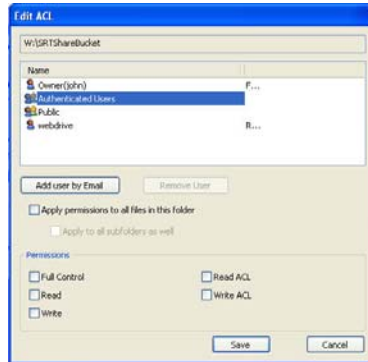 Edit ACL
W:\SRTShareBucket
Name
Owner(john) F...
Authenticated Users
Public
webdrive R...
Add user by Email Remove User
Apply permissions to all files in this folder
Apply to all subfolders as well
Permissions
Full Control Read ACL
Read Write ACL
Write
Save Cancel